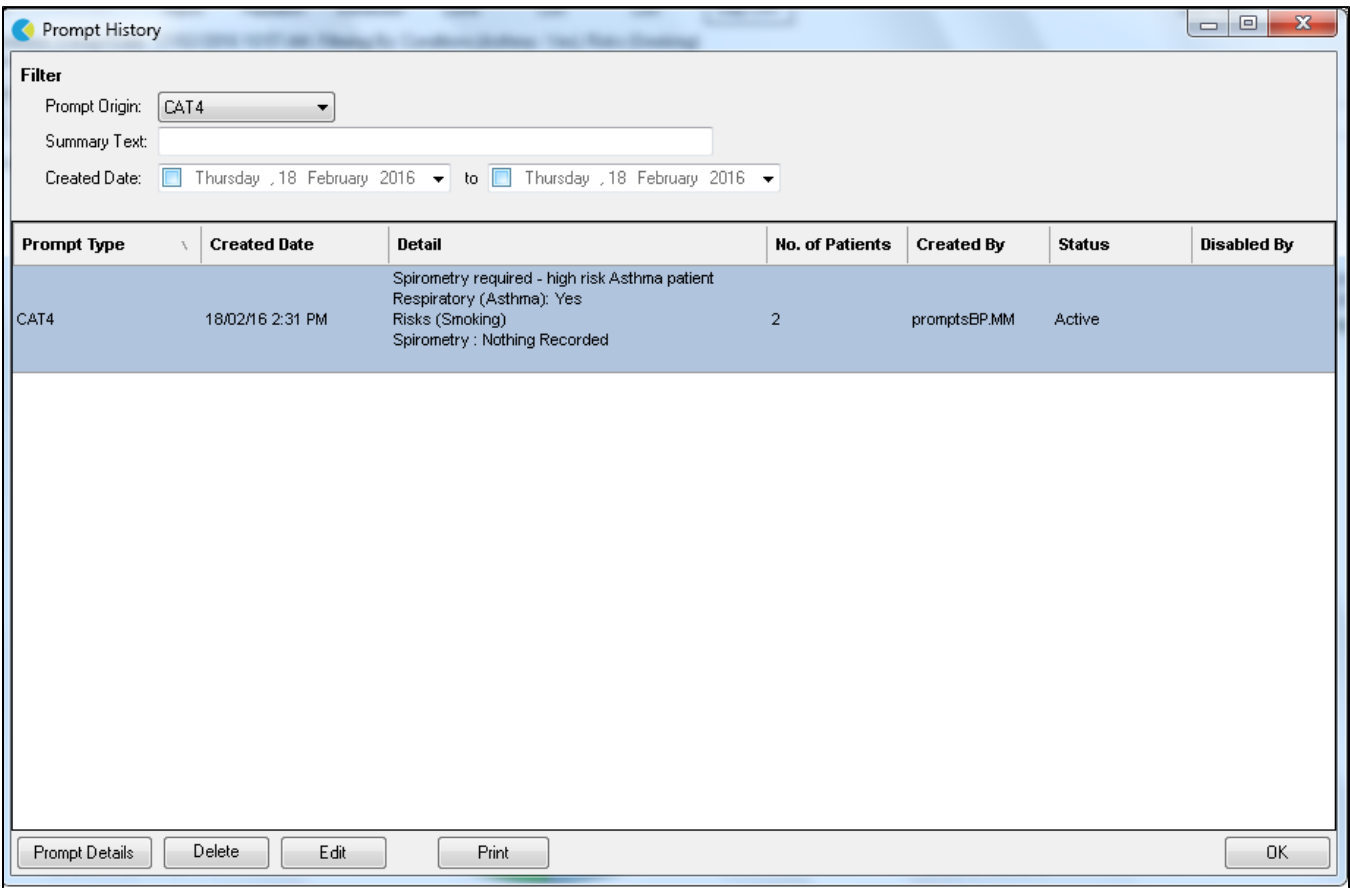 Prompt History
Filter
Prompt Origin: CAT4
Summary Text:
Created Date: Thursday , 18 February 2016 to Thursday , 18 February 2016
Prompt Type Created Date Detail No. of Patients Created By Status Disabled By
Spirometry required - high risk Asthma patient
Respiratory (Asthma): Yes
CAT4 18/02/16 2:31 PM Risks (Smoking) 2 promptsBP.MM Active
Spirometry : Nothing Recorded
Prompt Details Delete Edit Print OK